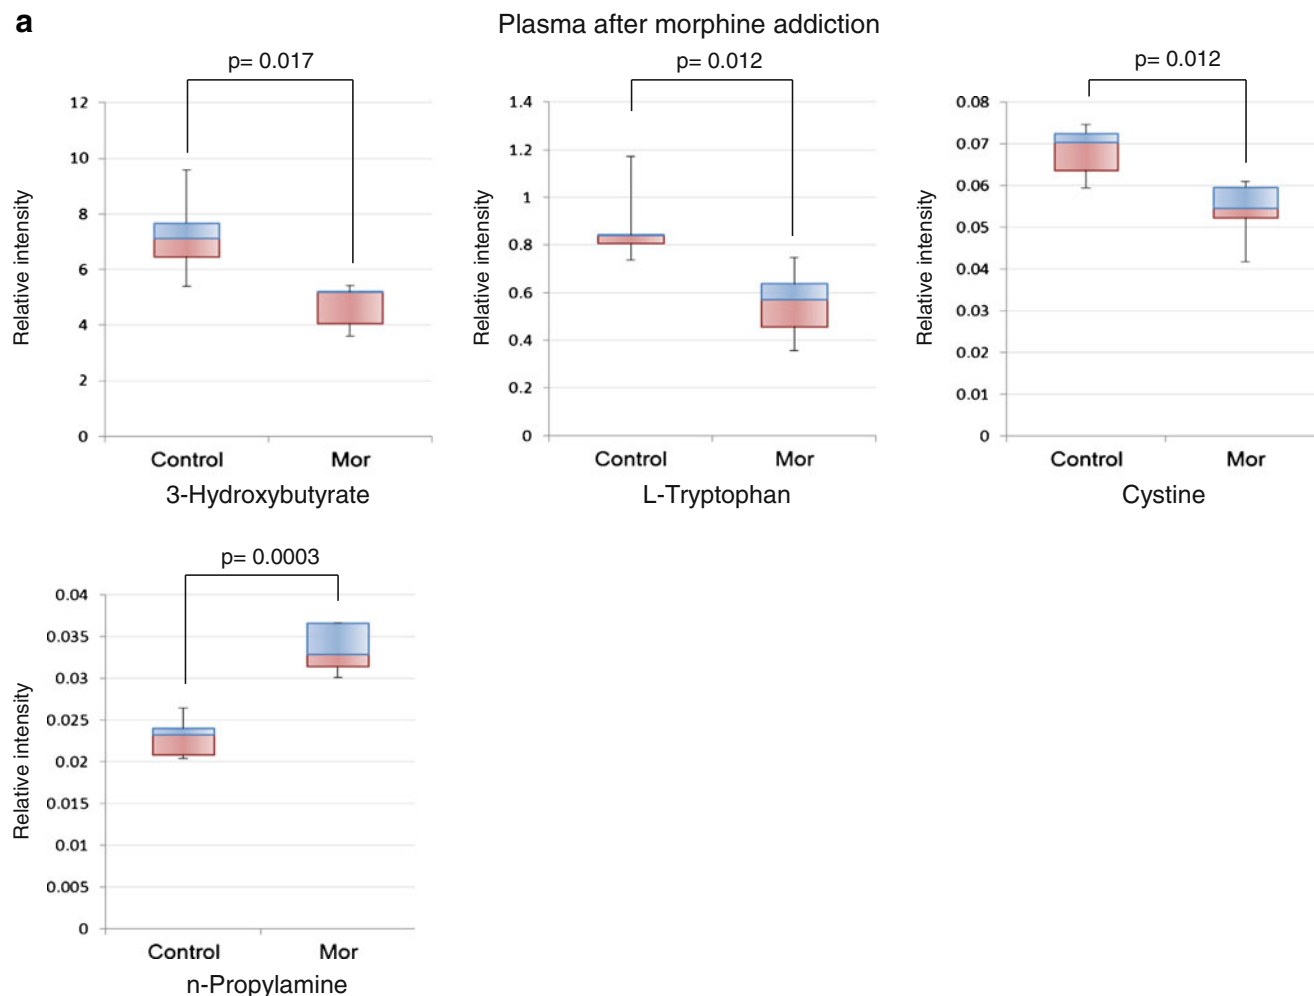 a
Plasma after morphine addiction
p= 0.017
12
10
8
6
4
2
0
Relative intensity
Control Mor
3-Hydroxybutyrate
p= 0.012
1.4
1.2
1
0.8
0.6
0.4
0.2
0
Relative intensity
Control Mor
L-Tryptophan
p= 0.012
0.08
0.07
0.06
0.05
0.04
0.03
0.02
0.01
0
Relative intensity
Control Mor
Cystine
p= 0.0003
0.04
0.035
0.03
0.025
0.02
0.015
0.01
0.005
0
Relative intensity
Control Mor
n-Propylamine